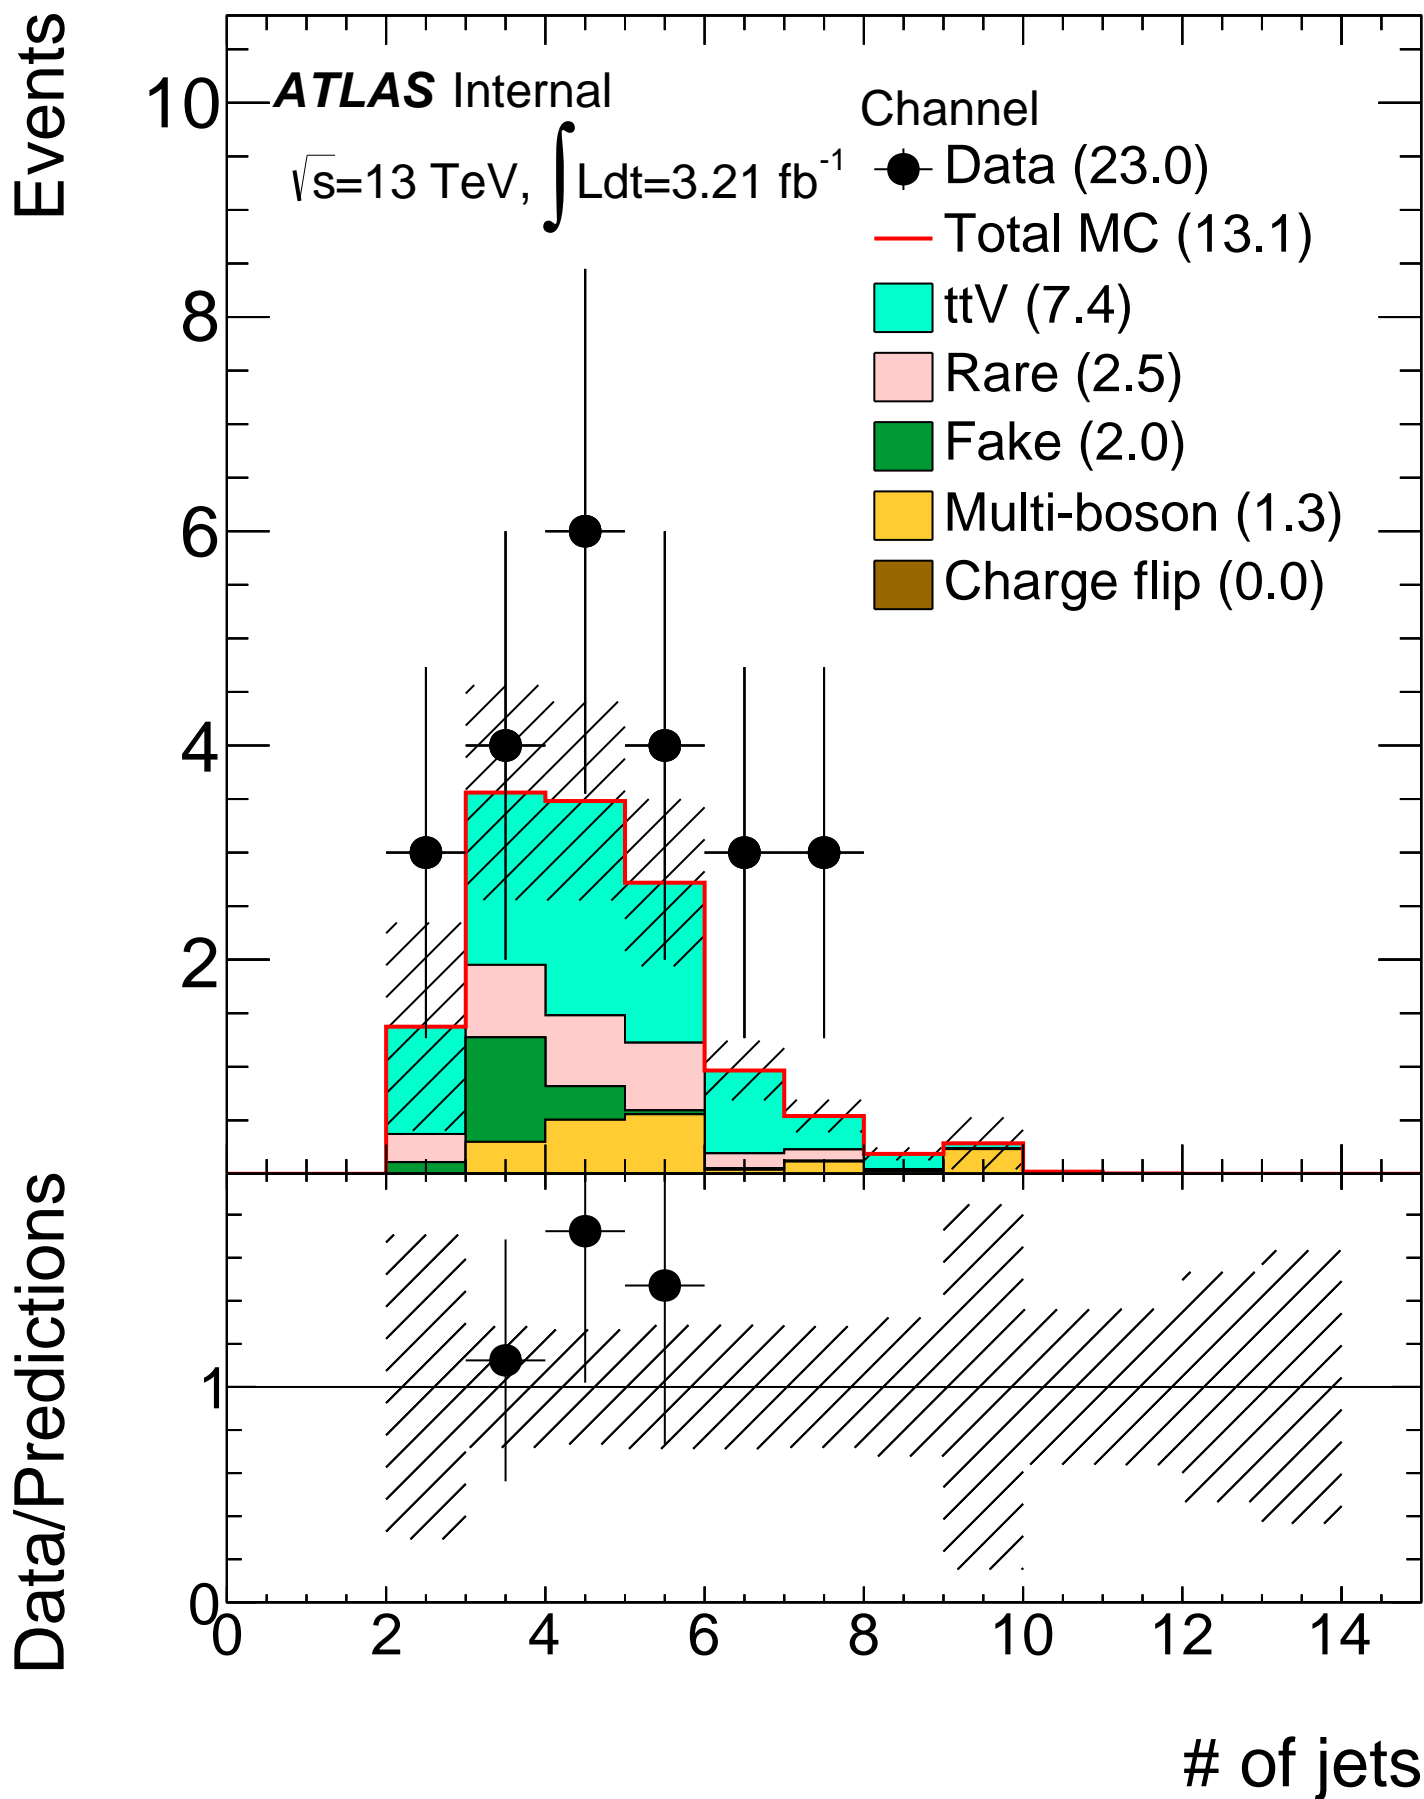 Events
10
8
6
4
2
ATLAS Internal
√s=13 TeV, ∫Ldt=3.21 fb⁻¹
Channel
Data (23.0)
Total MC (13.1)
ttV (7.4)
Rare (2.5)
Fake (2.0)
Multi-boson (1.3)
Charge flip (0.0)
Data/Predictions
1
0
0 2 4 6 8 10 12 14
# of jets